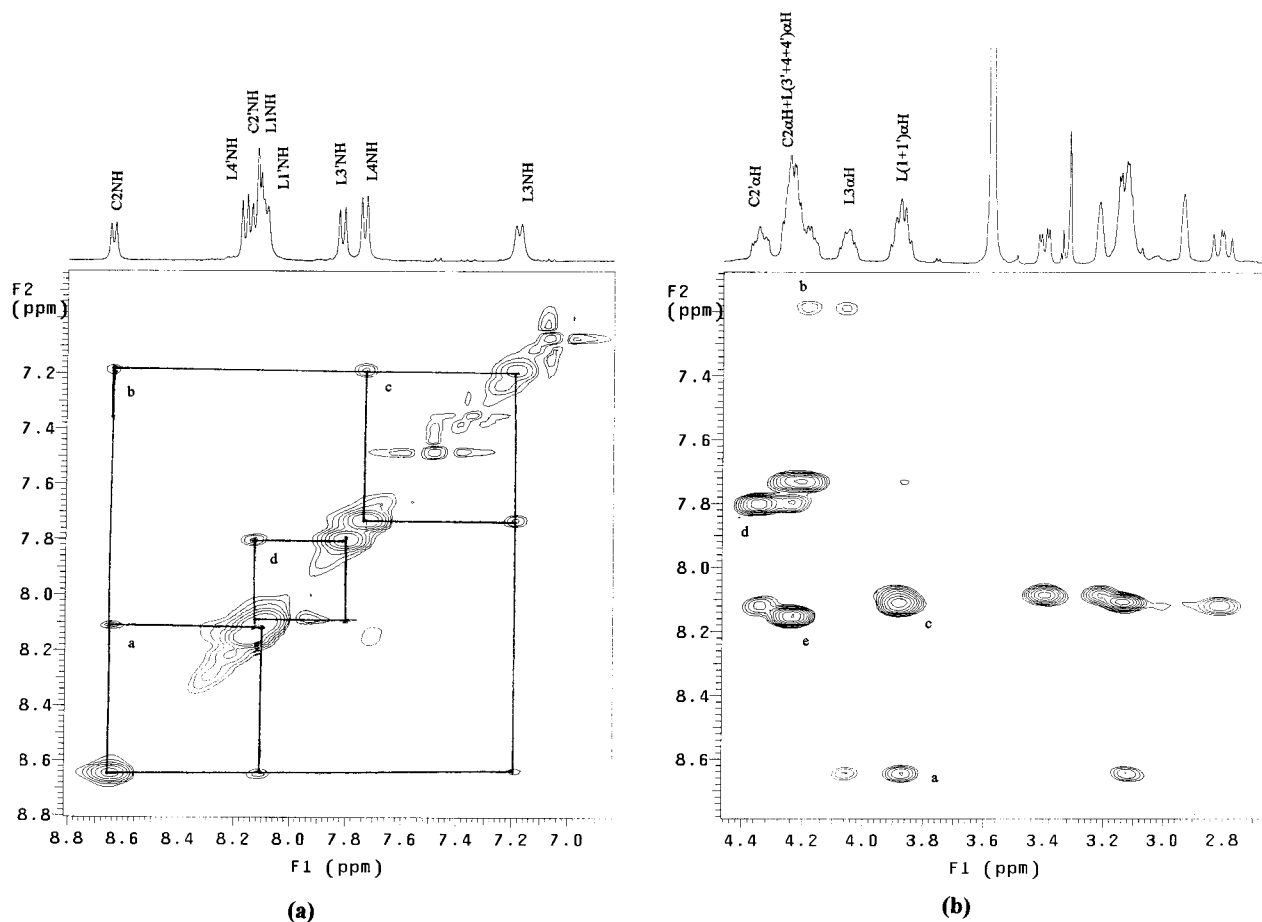 C2NH
L4'NH
C2'NH
L1NH
L1'NH
L3'NH
L4NH
L3NH
F2
(ppm)
7.2
7.4
7.6
7.8
8.0
8.2
8.4
8.6
8.8
b
c
d
a
8.8 8.6 8.4 8.2 8.0 7.8 7.6 7.4 7.2 7.0
F1 (ppm)
(a)
C2'αH
C2αH+L(3'+4+4')αH
L3αH
L(1+1')αH
F2
(ppm)
7.4
7.6
7.8
8.0
8.2
8.4
8.6
b
d
c
e
a
4.4 4.2 4.0 3.8 3.6 3.4 3.2 3.0 2.8
F1 (ppm)
(b)